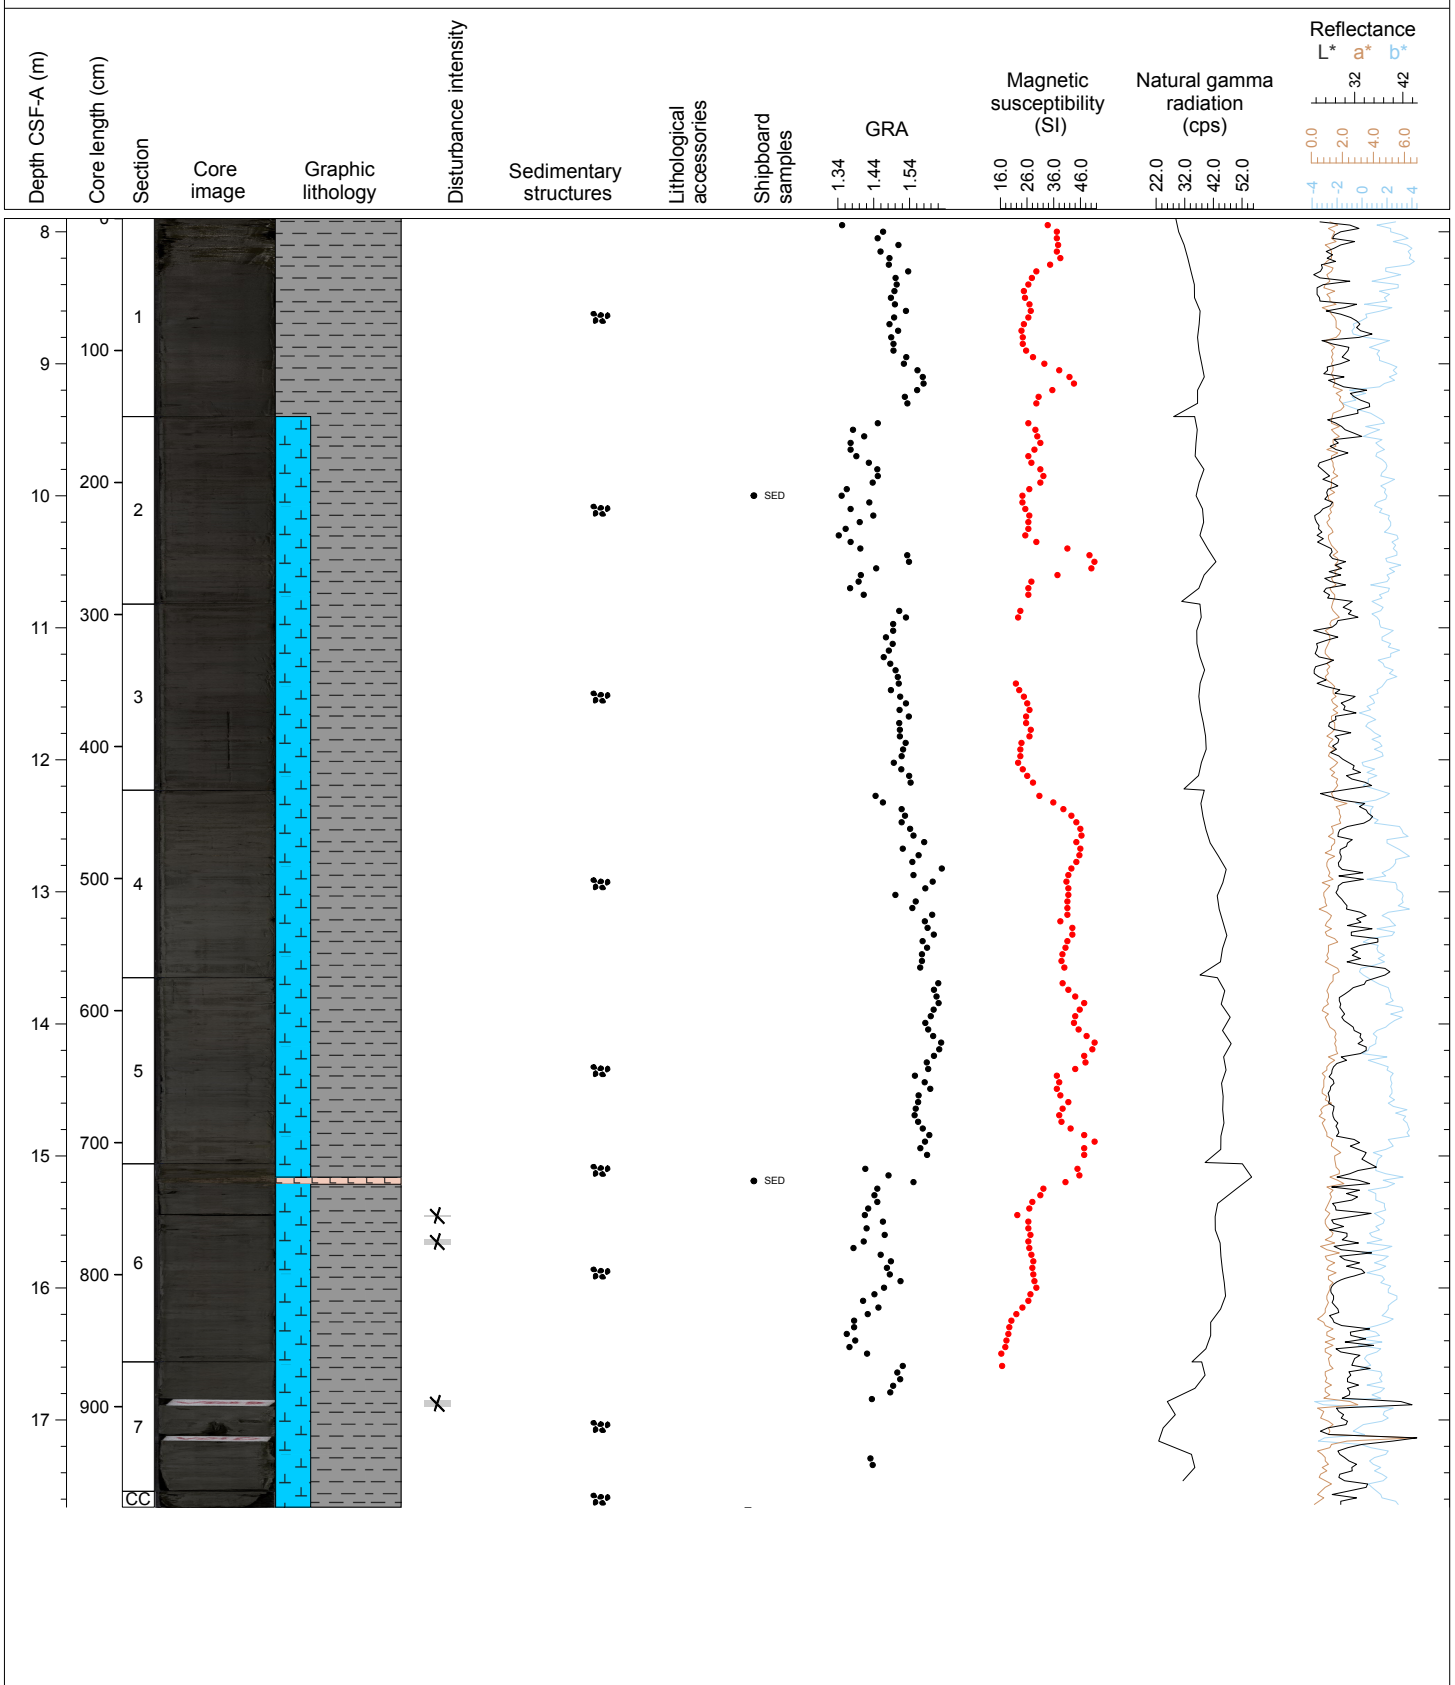 Depth CSF-A (m)
Core length (cm)
Section
Core
image
Graphic
lithology
Disturbance intensity
Sedimentary
structures
Lithological
accessories
Shipboard
samples
GRA
1.34 1.44 1.54
Magnetic
susceptibility
(SI)
16.0 26.0 36.0 46.0
Natural gamma
radiation
(cps)
22.0 32.0 42.0 52.0
Reflectance
L* a* b*
32 42
0.0 2.0 4.0 6.0
-4 -2 0 2 4
8
1
100
9
200
10
2
SED
300
11
3
400
12
4
500
13
600
14
5
700
15
SED
6
800
16
900
17
7
CC